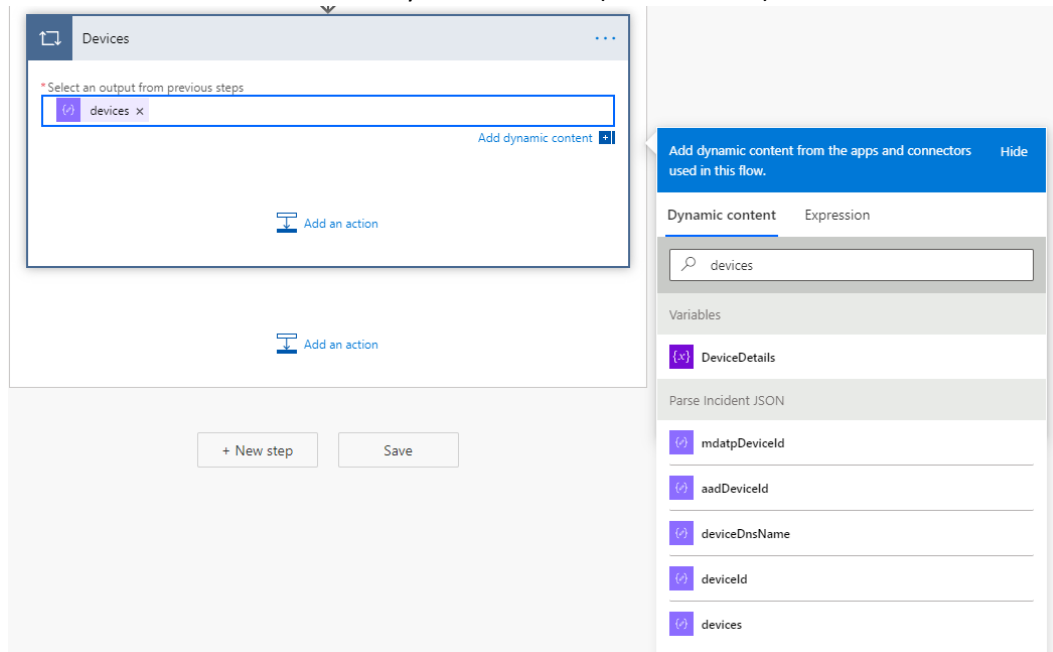 Devices
...
*Select an output from previous steps
devices ×
Add dynamic content
Add an action
Add an action
+ New step
Save
Add dynamic content from the apps and connectors
used in this flow.
Hide
Dynamic content
Expression
devices
Variables
{x} DeviceDetails
Parse Incident JSON
mdatpDeviceId
aadDeviceId
deviceDnsName
deviceId
devices